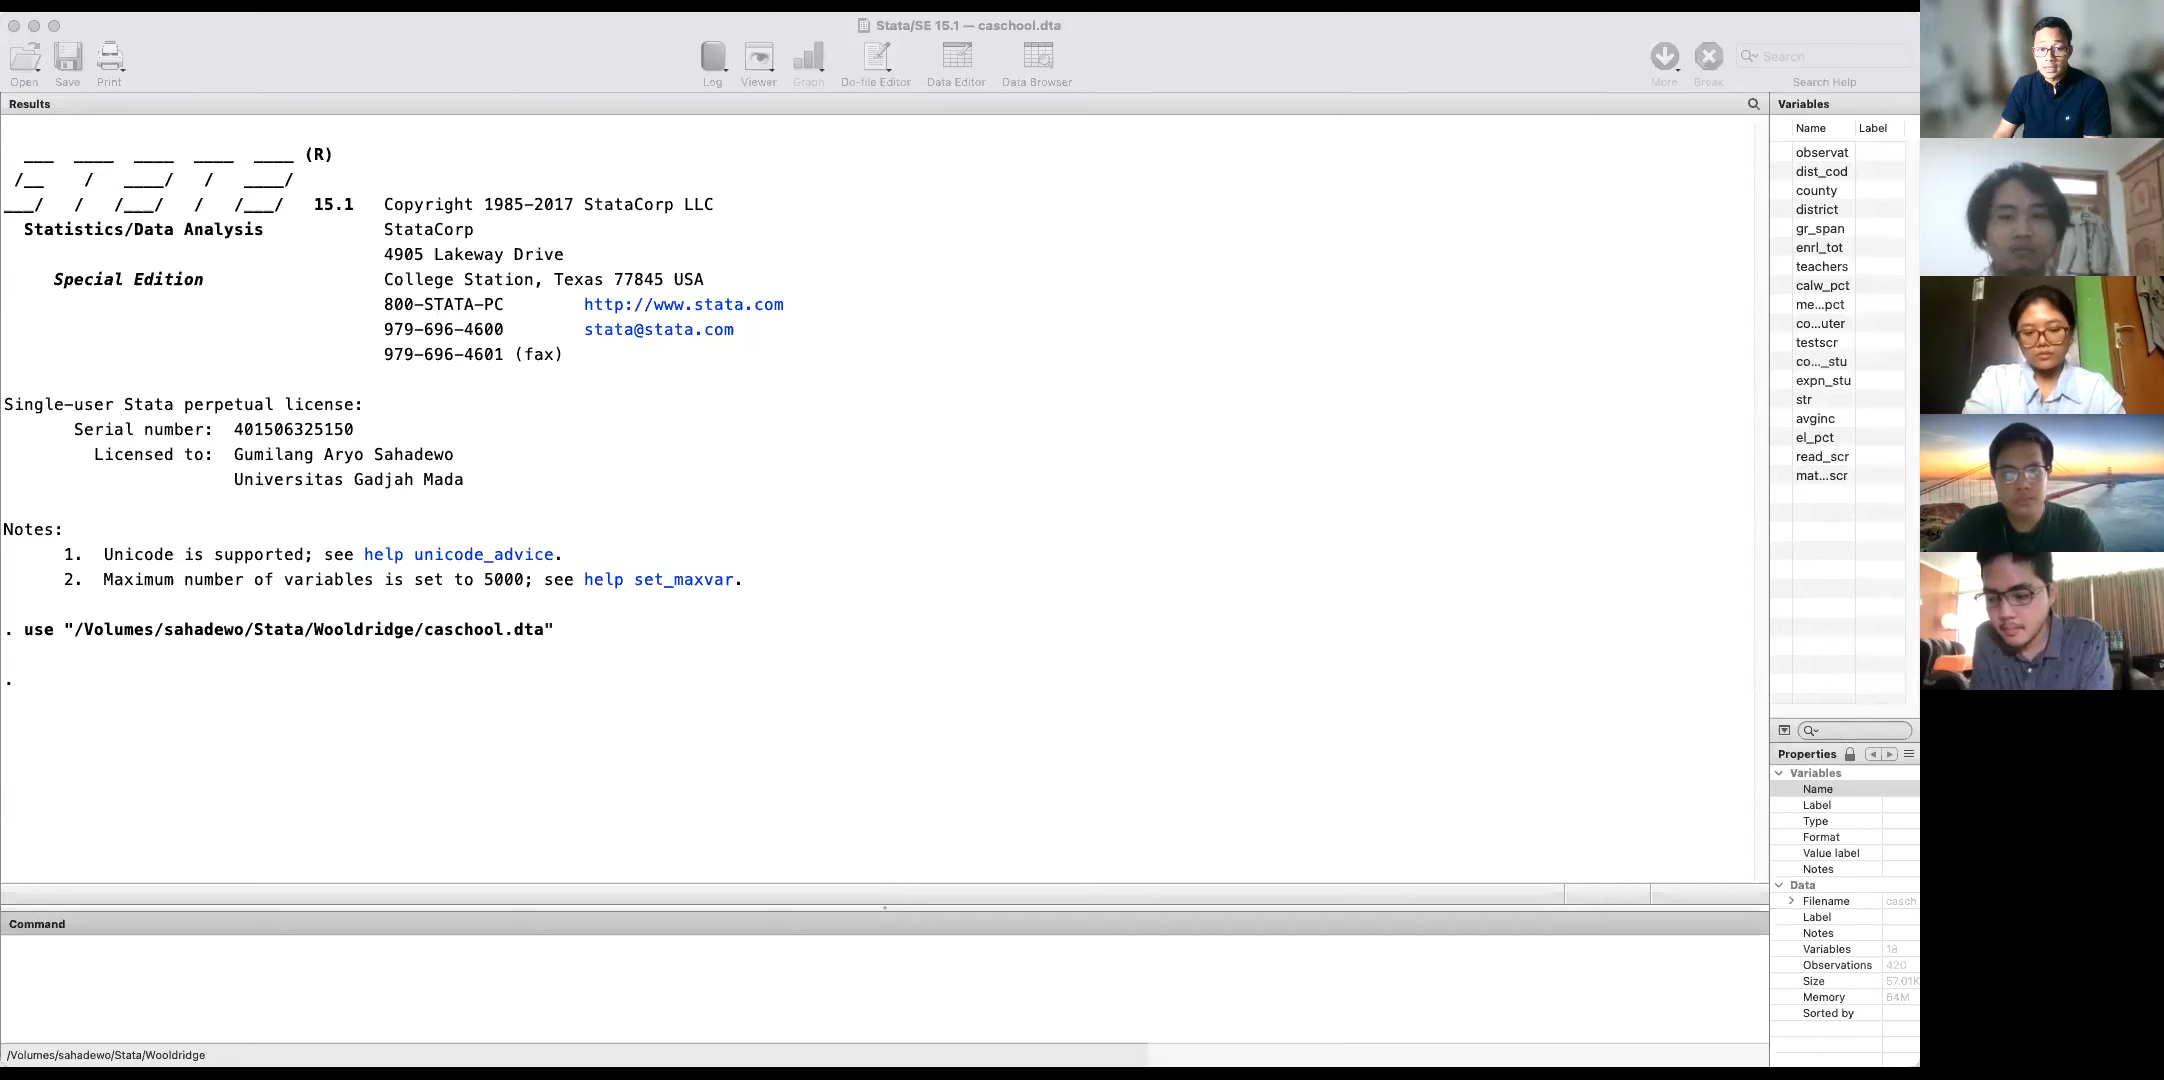 Stata/SE 15.1 — caschool.dta
Open Save Print Log Viewer Graph Do-file Editor Data Editor Data Browser More Break Search
Search Help
Results
(R)
15.1 Copyright 1985-2017 StataCorp LLC
Statistics/Data Analysis StataCorp
4905 Lakeway Drive
Special Edition College Station, Texas 77845 USA
800-STATA-PC http://www.stata.com
979-696-4600 stata@stata.com
979-696-4601 (fax)
Single-user Stata perpetual license:
Serial number: 401506325150
Licensed to: Gumilang Aryo Sahadewo
Universitas Gadjah Mada
Notes:
1. Unicode is supported; see help unicode_advice.
2. Maximum number of variables is set to 5000; see help set_maxvar.
. use "/Volumes/sahadewo/Stata/Wooldridge/caschool.dta"
.
Command
/Volumes/sahadewo/Stata/Wooldridge
Variables
Name Label
observat
dist_cod
county
district
gr_span
enrl_tot
teachers
calw_pct
me...pct
co...uter
testscr
co..._stu
expn_stu
str
avginc
el_pct
read_scr
mat...scr
Properties
Variables
Name
Label
Type
Format
Value label
Notes
Data
Filename casch
Label
Notes
Variables 18
Observations 420
Size 57.01K
Memory 64M
Sorted by